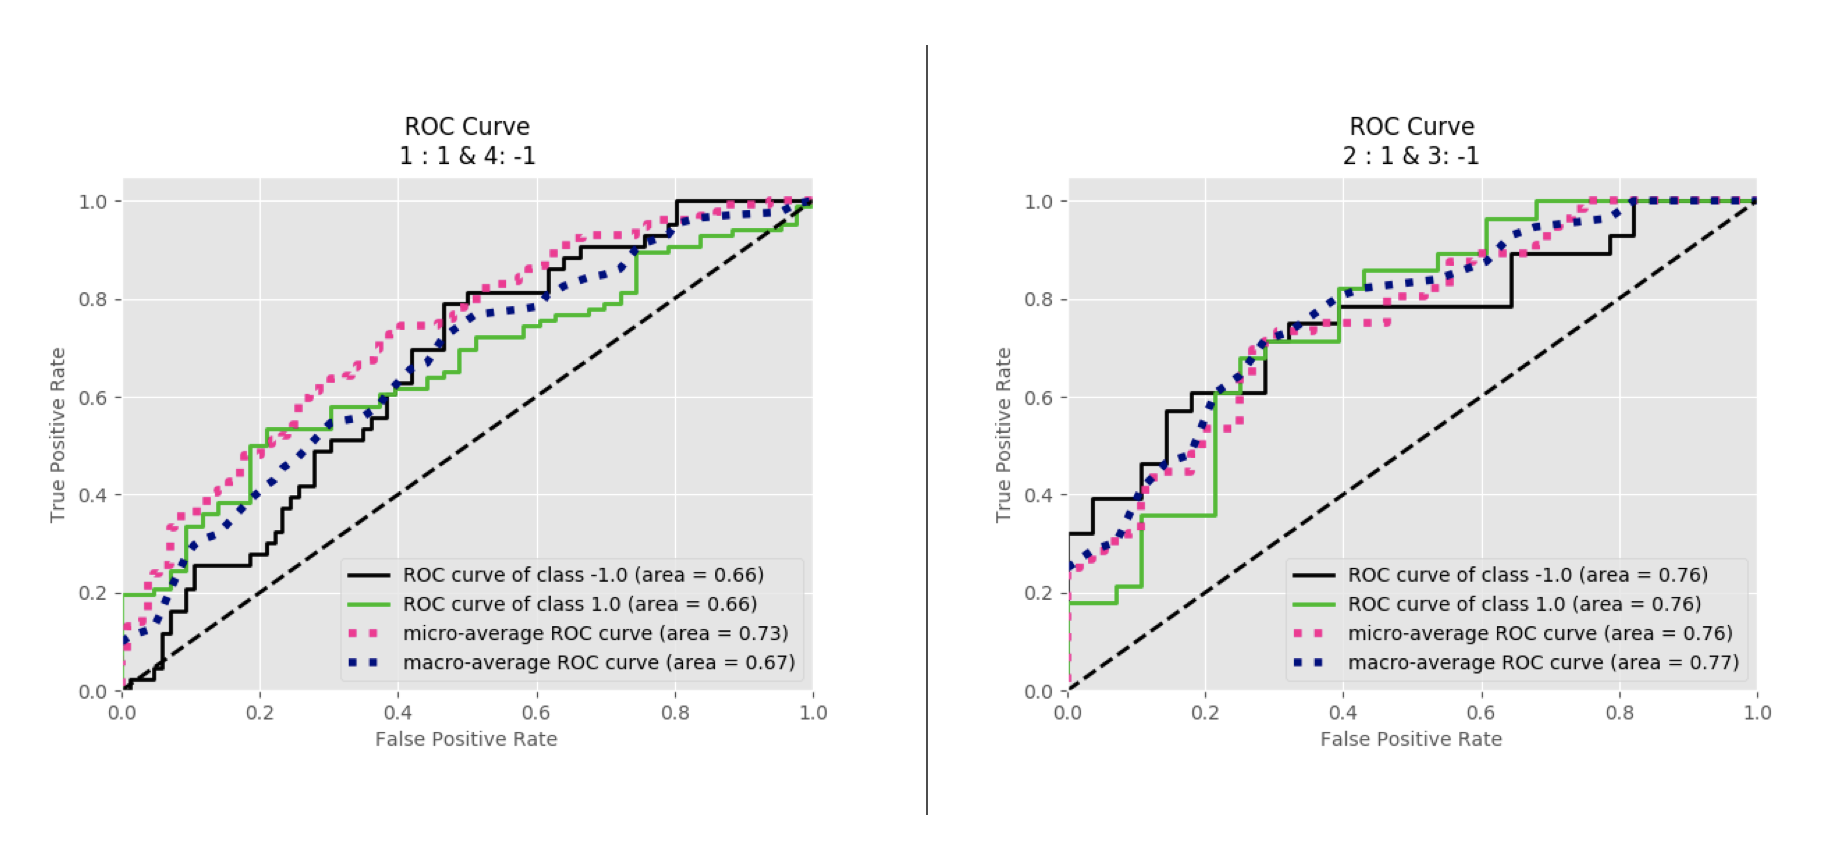 ROC Curve
1 : 1 & 4: -1
True Positive Rate
1.0
0.8
0.6
0.4
0.2
0.0
ROC curve of class -1.0 (area = 0.66)
ROC curve of class 1.0 (area = 0.66)
micro-average ROC curve (area = 0.73)
macro-average ROC curve (area = 0.67)
0.0 0.2 0.4 0.6 0.8 1.0
False Positive Rate
ROC Curve
2 : 1 & 3: -1
True Positive Rate
1.0
0.8
0.6
0.4
0.2
0.0
ROC curve of class -1.0 (area = 0.76)
ROC curve of class 1.0 (area = 0.76)
micro-average ROC curve (area = 0.76)
macro-average ROC curve (area = 0.77)
0.0 0.2 0.4 0.6 0.8 1.0
False Positive Rate